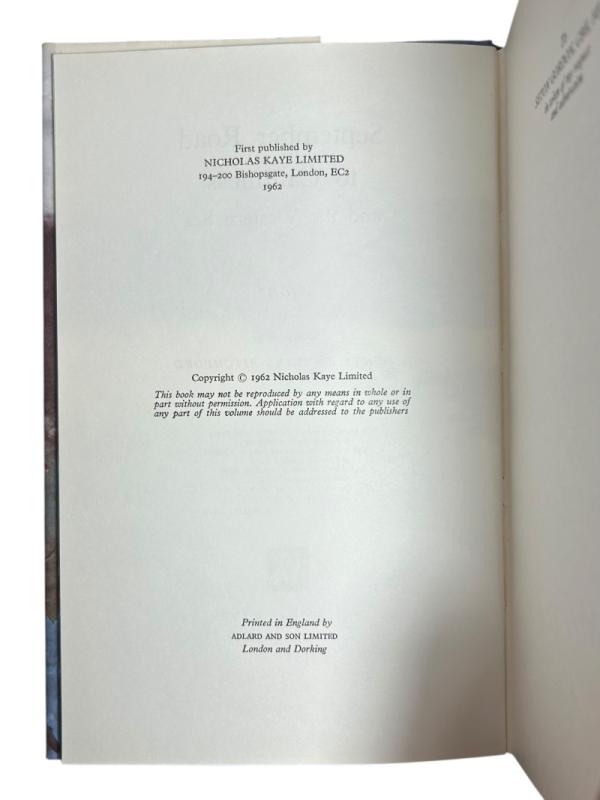 First published by
NICHOLAS KAYE LIMITED
194-200 Bishopsgate, London, EC2
1962
Copyright © 1962 Nicholas Kaye Limited
This book may not be reproduced by any means in whole or in
part without permission. Application with regard to any use of
any part of this volume should be addressed to the publishers
Printed in England by
ADLARD AND SON LIMITED
London and Dorking